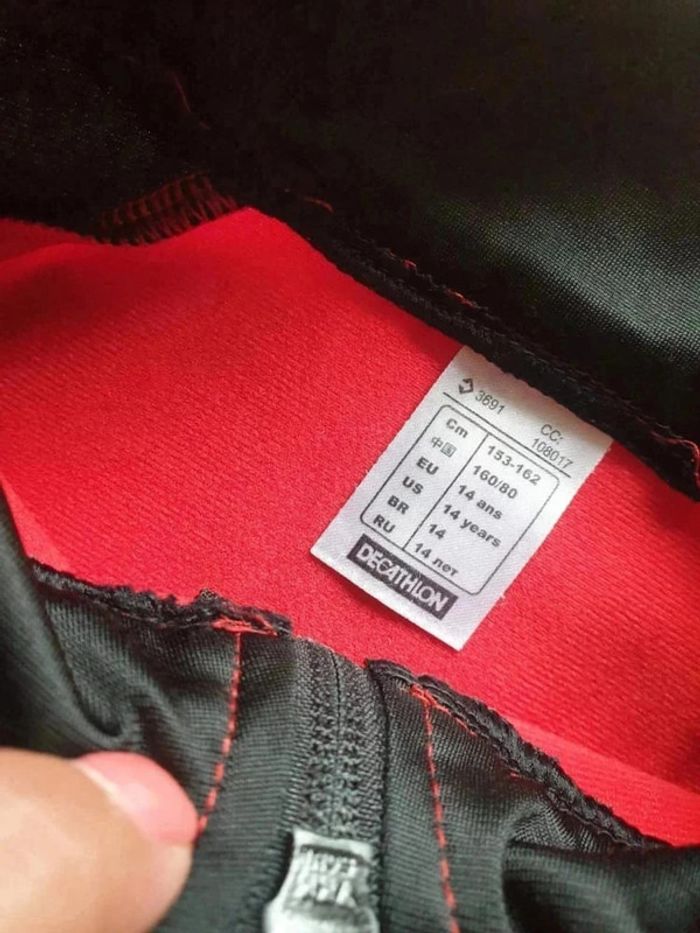 3691 CC:
108017
Cm 153-162
中国 160/80
EU 14 ans
US 14 years
BR 14
RU 14 лет
DECATHLON